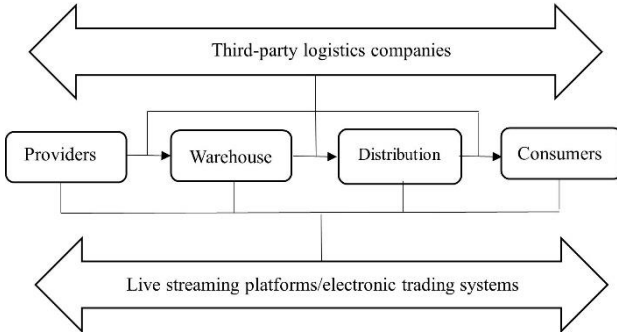 Third-party logistics companies
Providers
Warehouse
Distribution
Consumers
Live streaming platforms/electronic trading systems